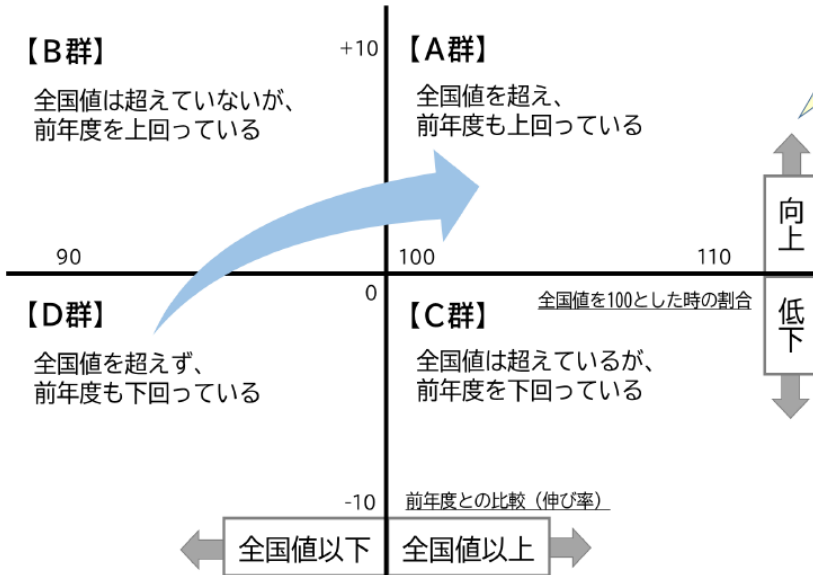 【B群】
全国値は超えていないが、
前年度を上回っている
+10
【A群】
全国値を超え、
前年度も上回っている
向上
90
100
110
【D群】
全国値を超えず、
前年度も下回っている
0
全国値を100とした時の割合
【C群】
全国値は超えているが、
前年度を下回っている
低下
-10
前年度との比較（伸び率）
全国値以下
全国値以上